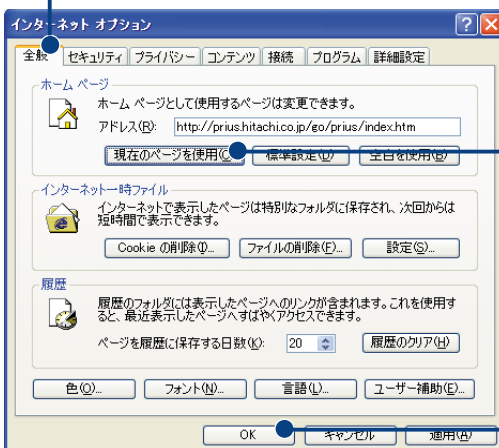 インターネット オプション
全般 セキュリティ プライバシー コンテンツ 接続 プログラム 詳細設定
ホーム ページ
ホーム ページとして使用するページは変更できます。
アドレス(R): http://prius.hitachi.co.jp/go/prius/index.htm
現在のページを使用(C) 標準設定(D) 空白を使用(B)
インターネット一時ファイル
インターネットで表示したページは特別なフォルダに保存され、次回からは
短時間で表示できます。
Cookie の削除(I)... ファイルの削除(F)... 設定(S)...
履歴
履歴のフォルダには表示したページへのリンクが含まれます。これを使用す
ると、最近表示したページへすばやくアクセスできます。
ページを履歴に保存する日数(K): 20 履歴のクリア(H)
色(O)... フォント(N)... 言語(L)... ユーザー補助(E)...
OK キャンセル 適用(A)